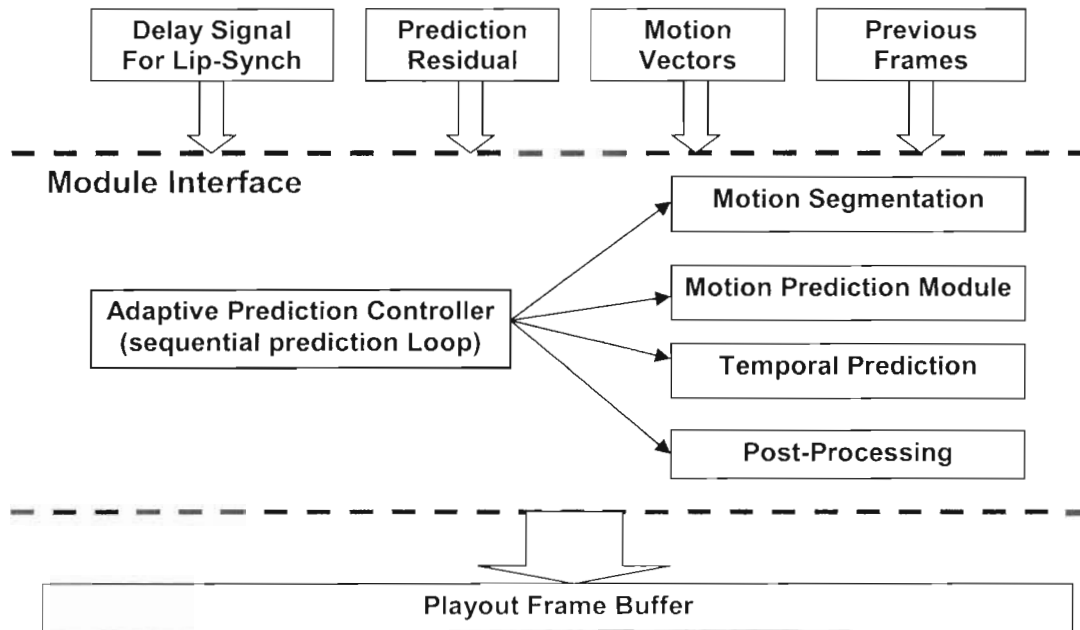 Delay Signal
For Lip-Synch
Prediction
Residual
Motion
Vectors
Previous
Frames
Module Interface
Motion Segmentation
Adaptive Prediction Controller
(sequential prediction Loop)
Motion Prediction Module
Temporal Prediction
Post-Processing
Playout Frame Buffer